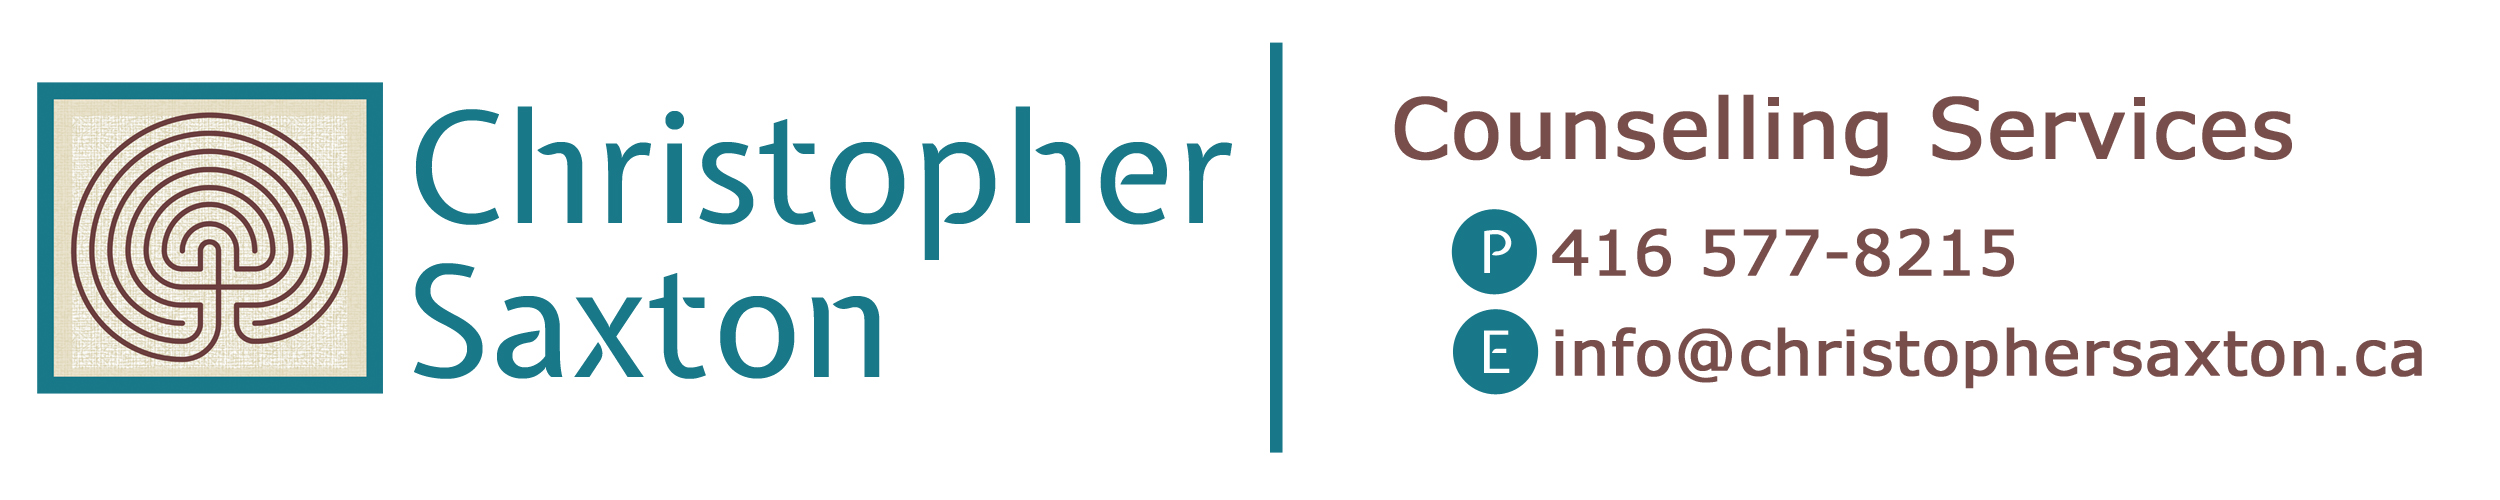 Christopher
Saxton
Counselling Services
P 416 577-8215
E info@christophersaxton.ca